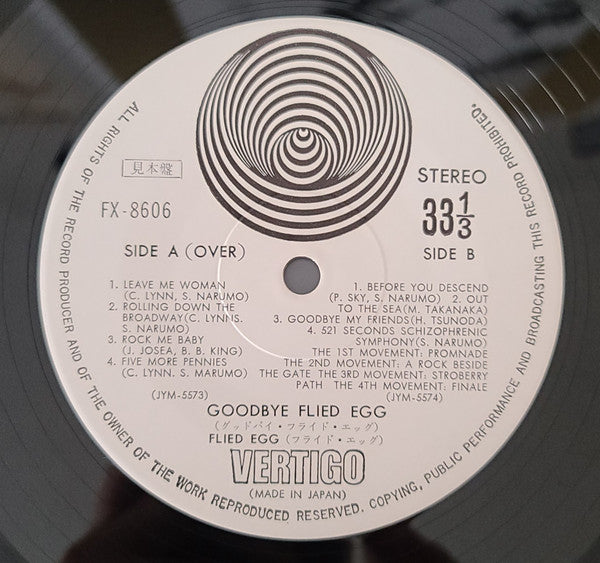 ALL RIGHTS OF THE RECORD PRODUCER AND OF THE OWNER OF THE WORK REPRODUCED RESERVED. COPYING, PUBLIC PERFORMANCE AND BROADCASTING THIS RECORD PROHIBITED.
見本盤
FX-8606
STEREO
33 1/3
SIDE A (OVER)
1. LEAVE ME WOMAN
(C. LYNN, S. NARUMO)
2. ROLLING DOWN THE
BROADWAY(C. LYNNS.
S. NARUMO)
3. ROCK ME BABY
(J. JOSEA, B. B. KING)
4. FIVE MORE PENNIES
(C. LYNN. S. MARUMO)
(JYM-5573)
SIDE B
1. BEFORE YOU DESCEND
(P. SKY, S. NARUMO) 2. OUT
TO THE SEA(M. TAKANAKA)
3. GOODBYE MY FRIENDS(H. TSUNODA)
4. 521 SECONDS SCHIZOPHRENIC
SYMPHONY(S. NARUMO)
THE 1ST MOVEMENT: PROMNADE
THE 2ND MOVEMENT: A ROCK BESIDE
THE GATE THE 3RD MOVEMENT: STROBERRY
PATH THE 4TH MOVEMENT: FINALE
(JYM-5574)
GOODBYE FLIED EGG
(グッドバイ・フライド・エッグ)
FLIED EGG (フライド・エッグ)
VERTIGO
(MADE IN JAPAN)